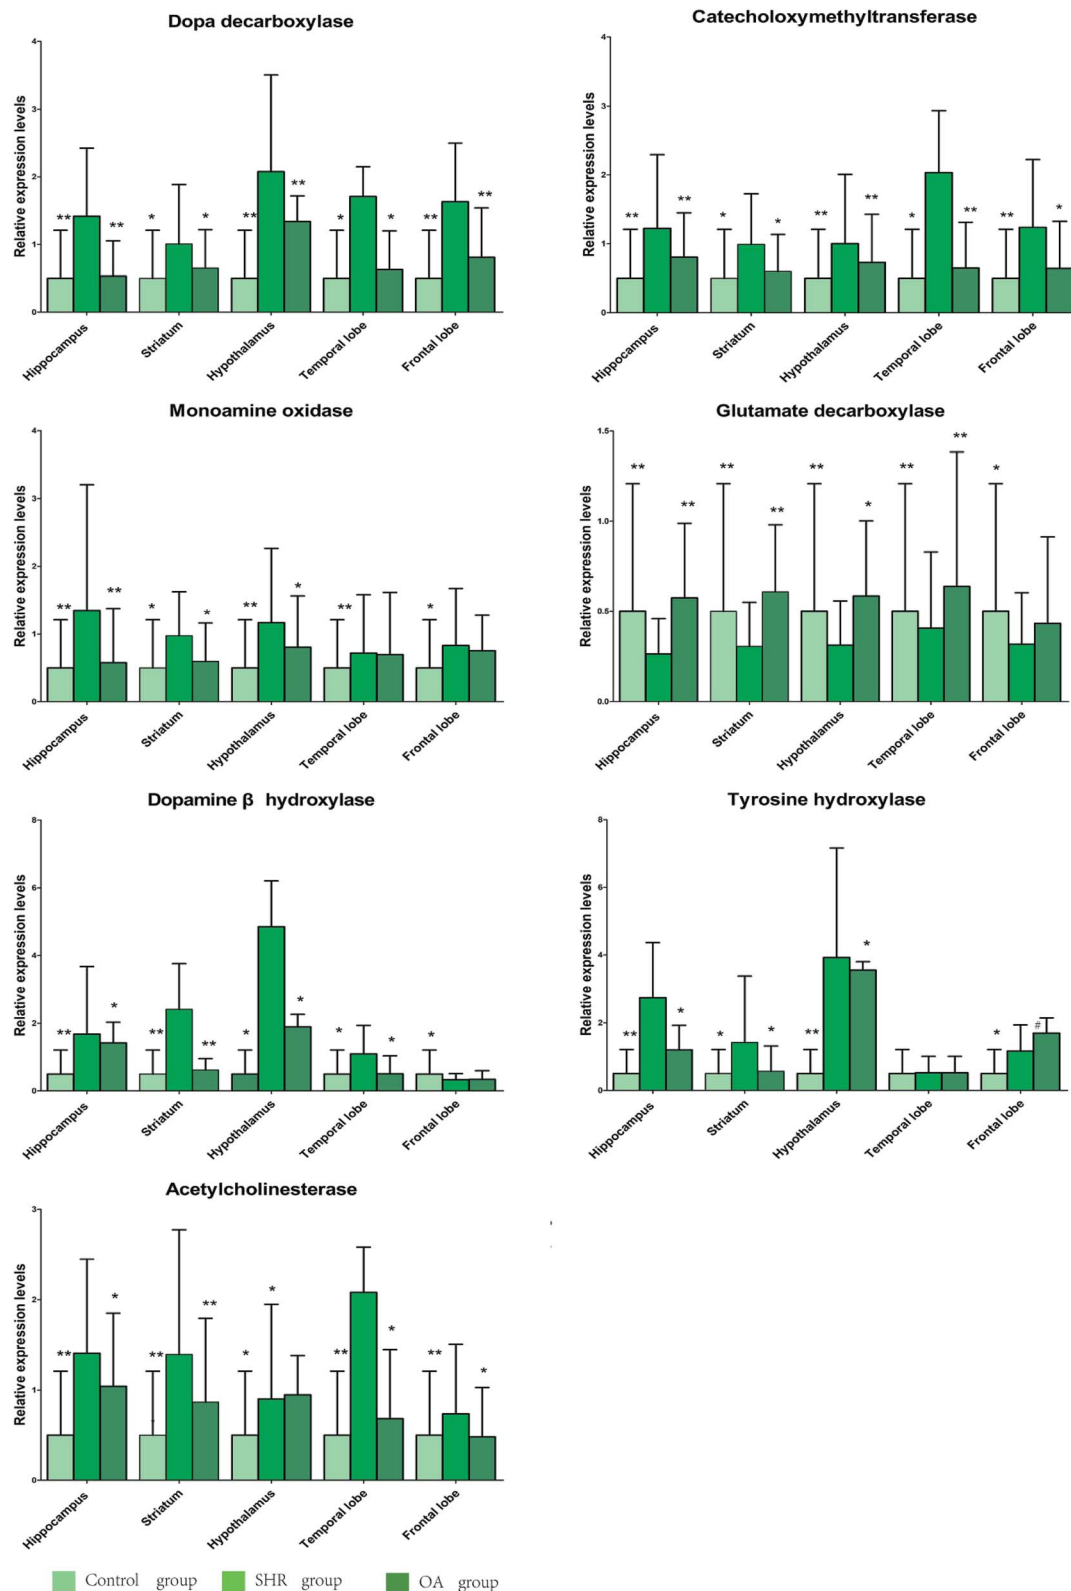 Dopa decarboxylase
Relative expression levels
4
3
2
1
0
** ** * * ** ** * * ** **
Hippocampus Striatum Hypothalamus Temporal lobe Frontal lobe
Catecholoxymethyltransferase
Relative expression levels
4
3
2
1
0
** ** * * ** ** * ** ** *
Hippocampus Striatum Hypothalamus Temporal lobe Frontal lobe
Monoamine oxidase
Relative expression levels
4
3
2
1
0
** ** * * ** * ** *
Hippocampus Striatum Hypothalamus Temporal lobe Frontal lobe
Glutamate decarboxylase
Relative expression levels
1.5
1.0
0.5
0.0
** ** ** ** ** * ** ** *
Hippocampus Striatum Hypothalamus Temporal lobe Frontal lobe
Dopamine β hydroxylase
Relative expression levels
8
6
4
2
0
** * ** ** * * * * *
Hippocampus Striatum Hypothalamus Temporal lobe Frontal lobe
Tyrosine hydroxylase
Relative expression levels
8
6
4
2
0
** * * * ** * * #
Hippocampus Striatum Hypothalamus Temporal lobe Frontal lobe
Acetylcholinesterase
Relative expression levels
3
2
1
0
** * ** ** * * ** * ** *
Hippocampus Striatum Hypothalamus Temporal lobe Frontal lobe
Control group SHR group OA group